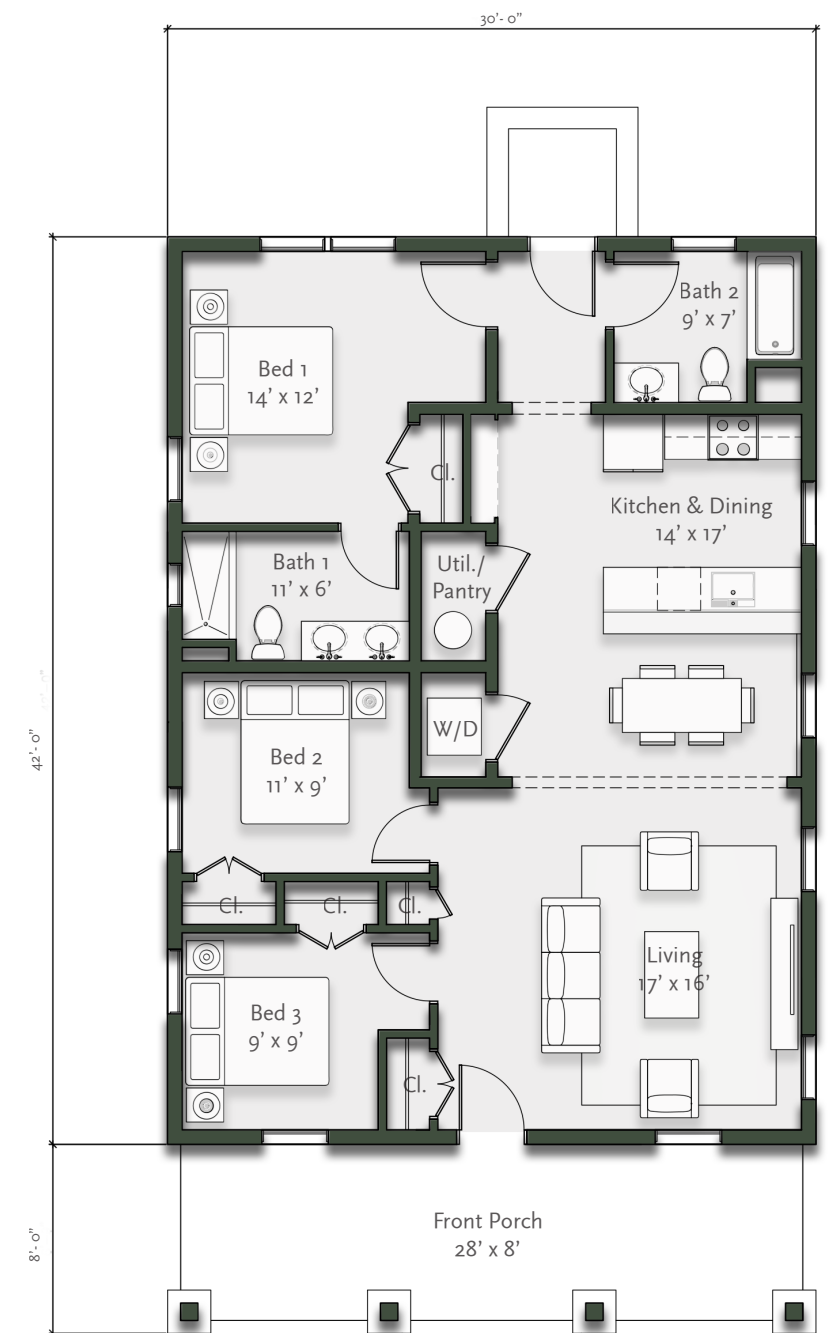 30'- 0"
Bath 2
9' x 7'
Bed 1
14' x 12'
Cl.
Kitchen & Dining
14' x 17'
Bath 1
11' x 6'
Util./
Pantry
42'- 0"
W/D
Bed 2
11' x 9'
Cl.
Cl.
Cl.
Living
17' x 16'
Bed 3
9' x 9'
Cl.
Front Porch
28' x 8'
8'- 0"